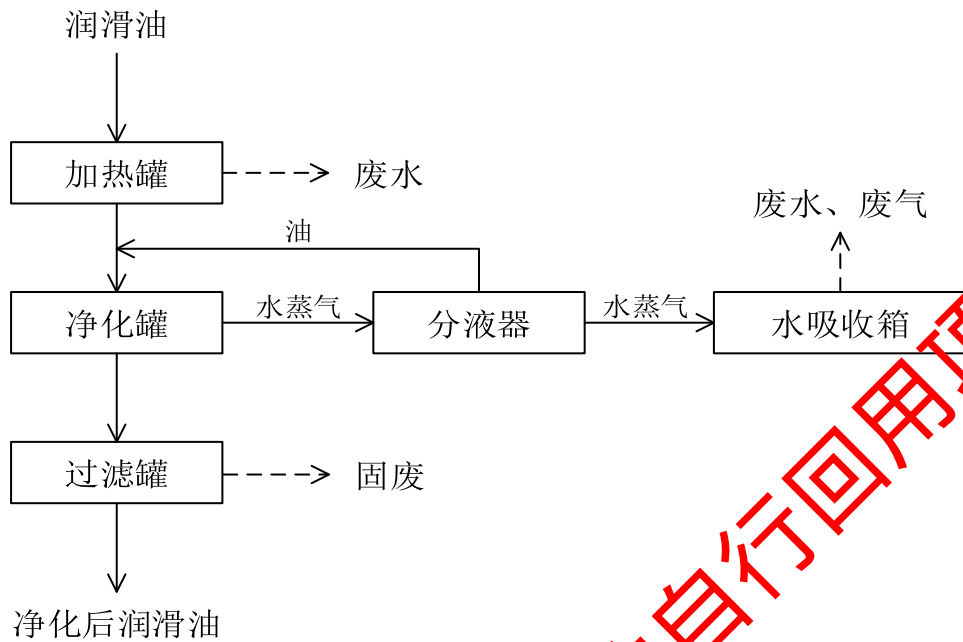 润滑油
加热罐
废水
废水、废气
油
净化罐
水蒸气
分液器
水蒸气
水吸收箱
过滤罐
固废
净化后润滑油
自行回用